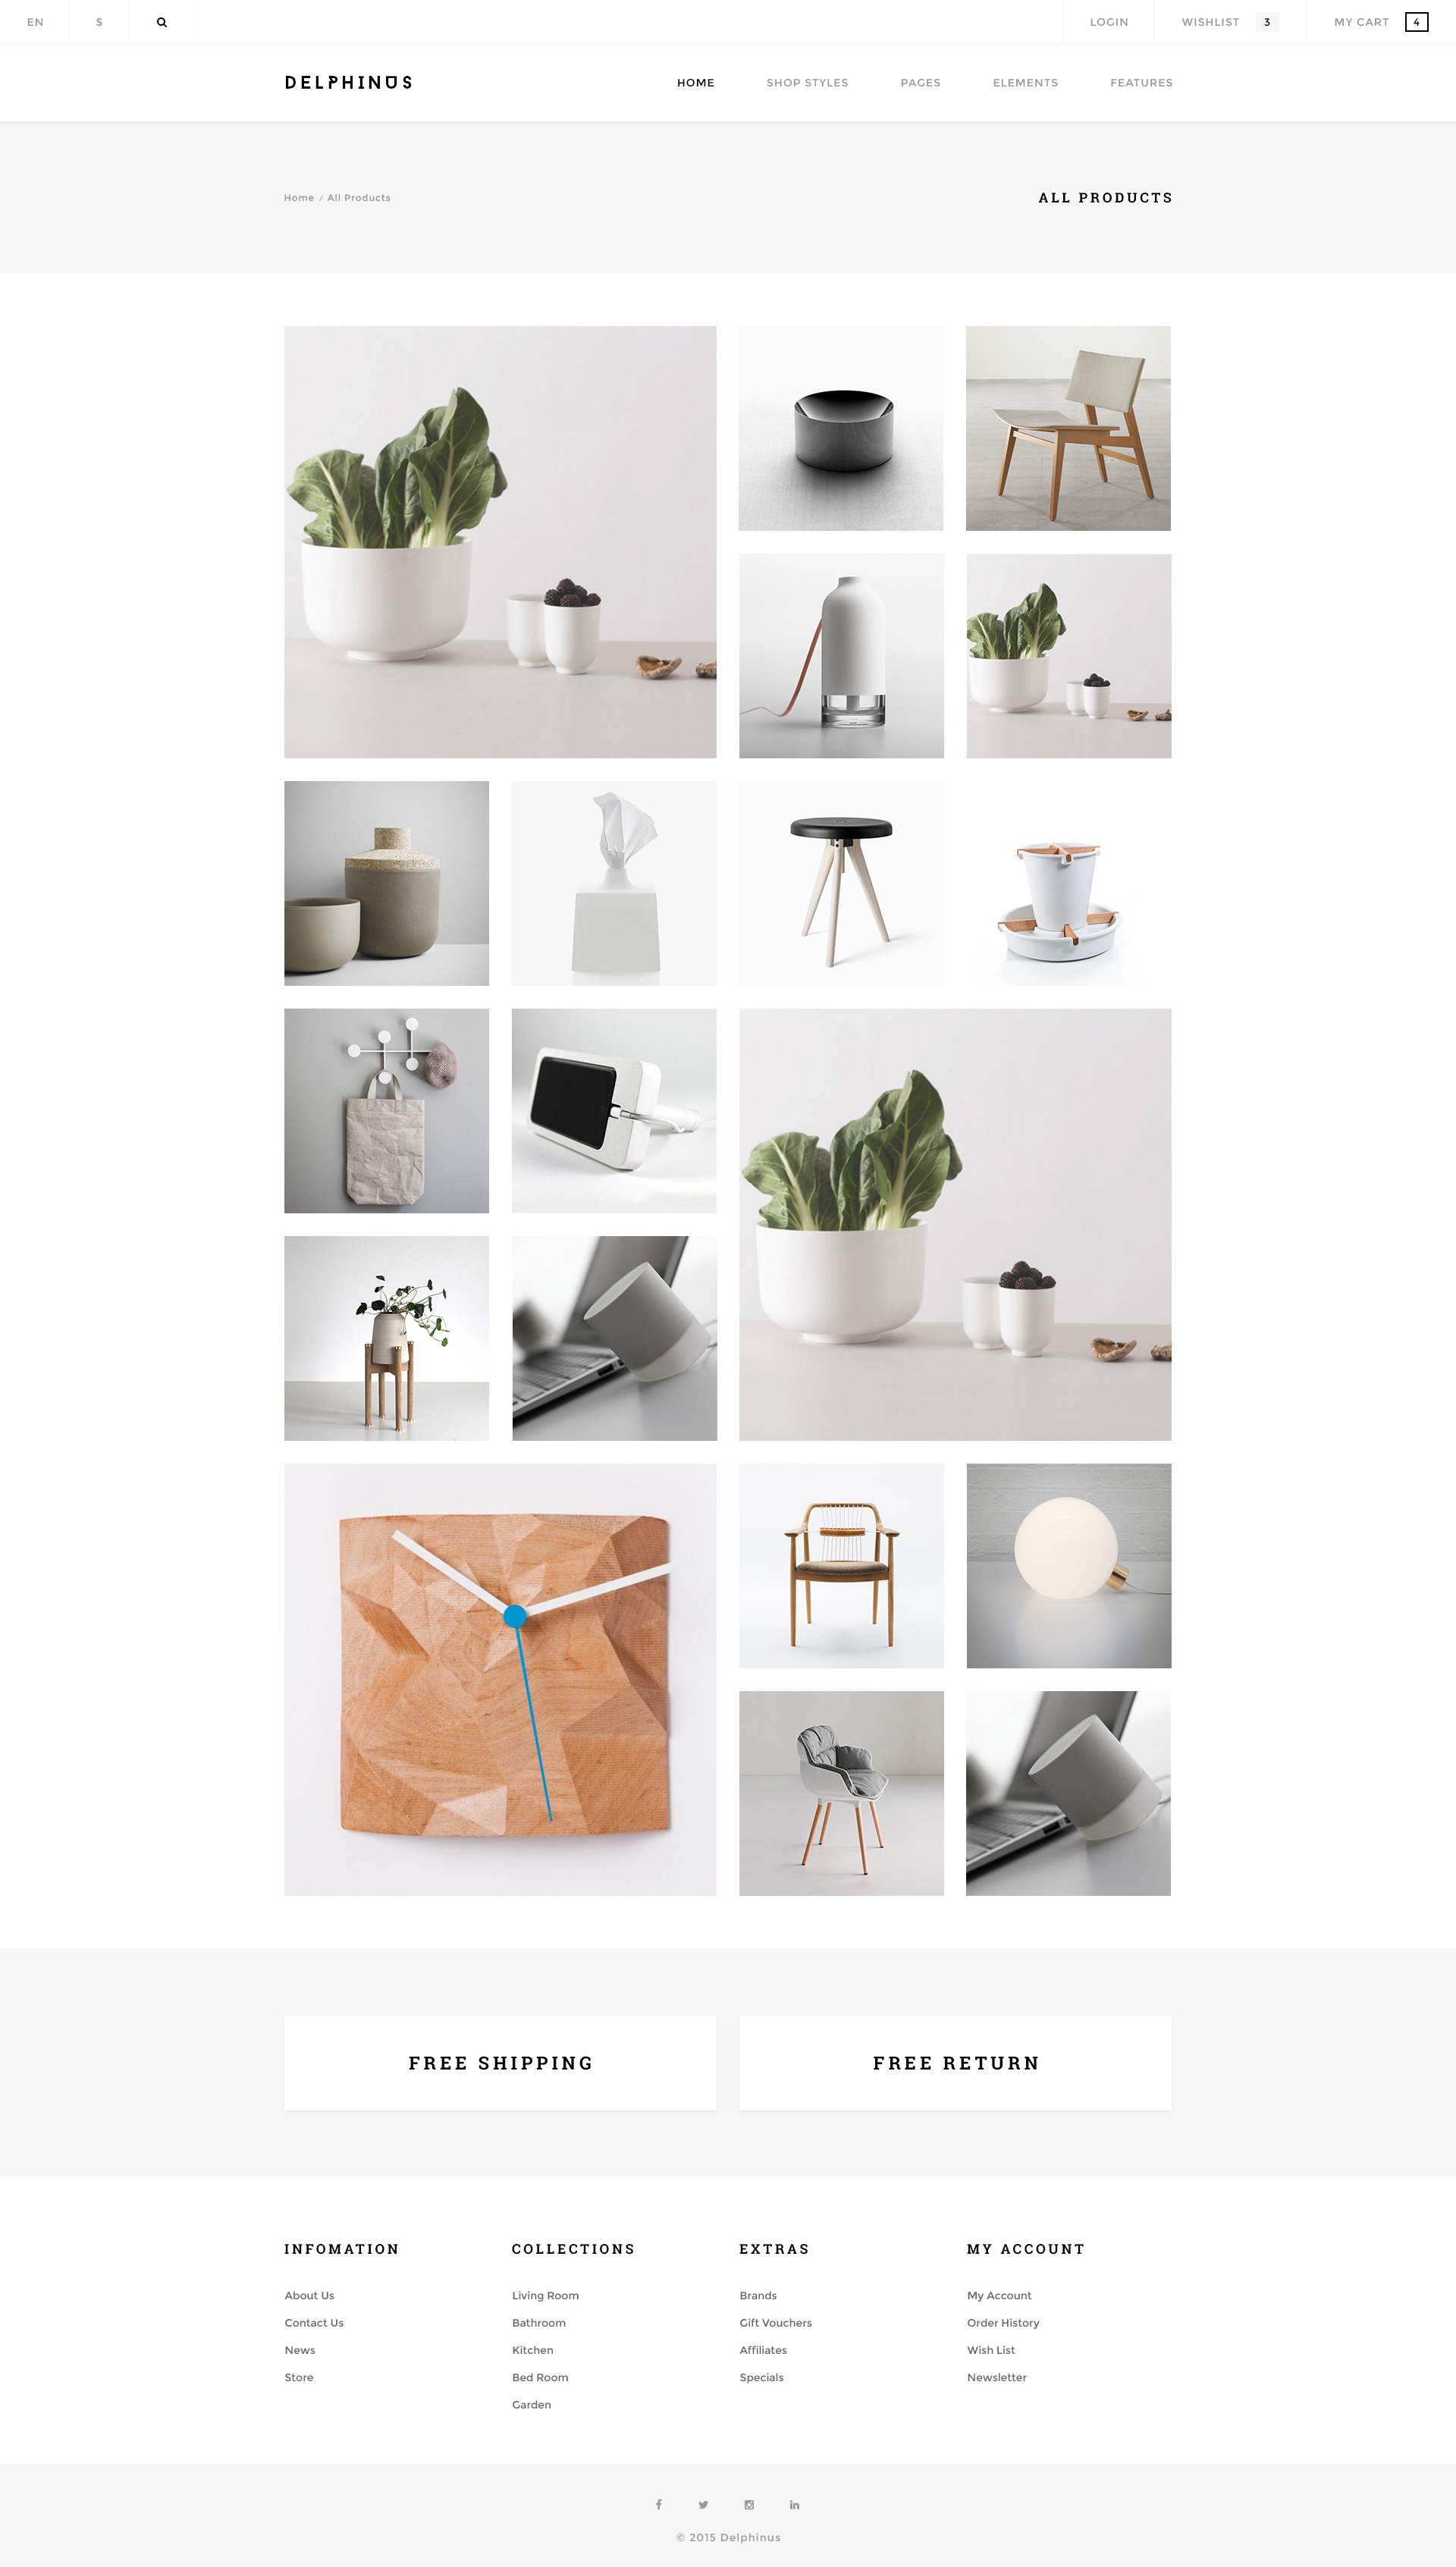 EN $ LOGIN WISHLIST 3 MY CART 4
DELPHINUS HOME SHOP STYLES PAGES ELEMENTS FEATURES
Home / All Products ALL PRODUCTS
FREE SHIPPING FREE RETURN
INFOMATION COLLECTIONS EXTRAS MY ACCOUNT
About Us Living Room Brands My Account
Contact Us Bathroom Gift Vouchers Order History
News Kitchen Affiliates Wish List
Store Bed Room Specials Newsletter
Garden
© 2015 Delphinus